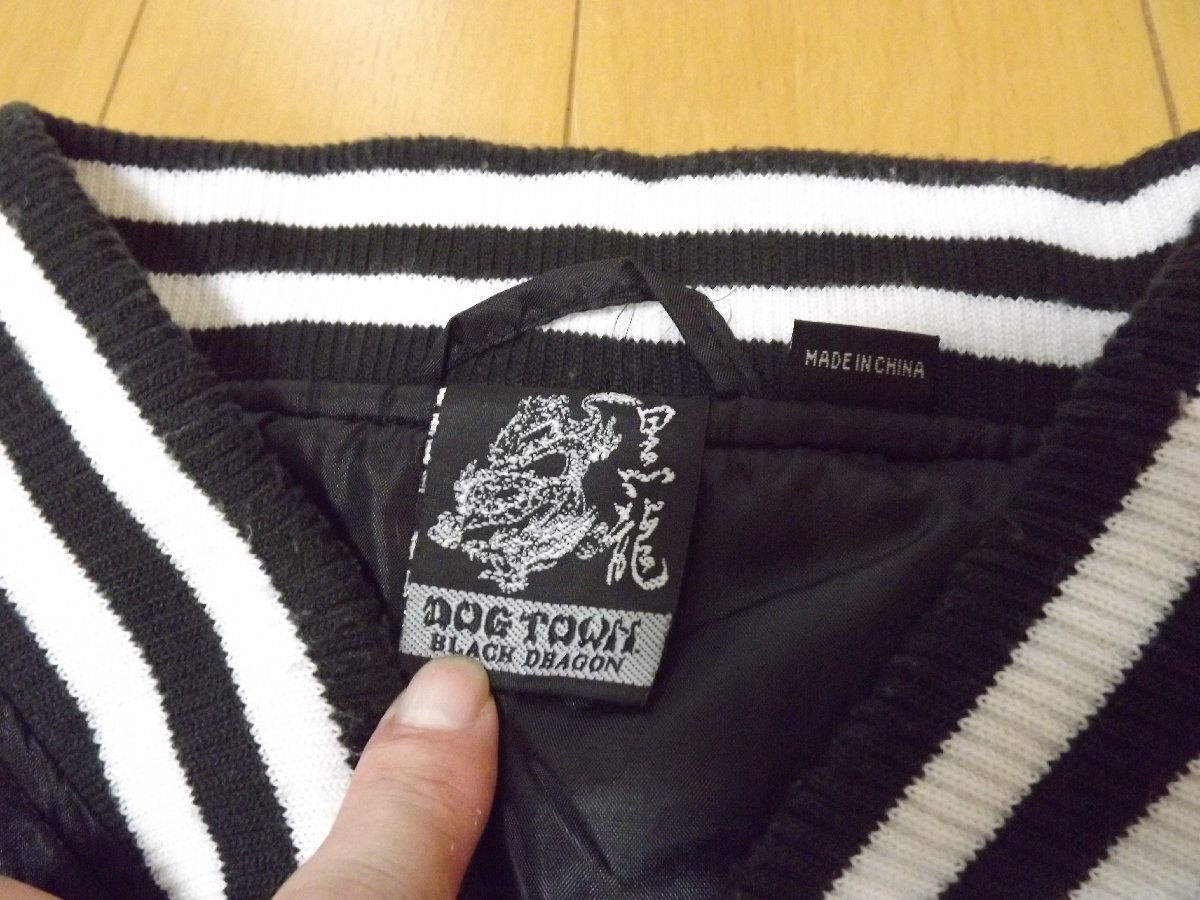 黒龍
DOG TOWN
BLACK DRAGON
MADE IN CHINA